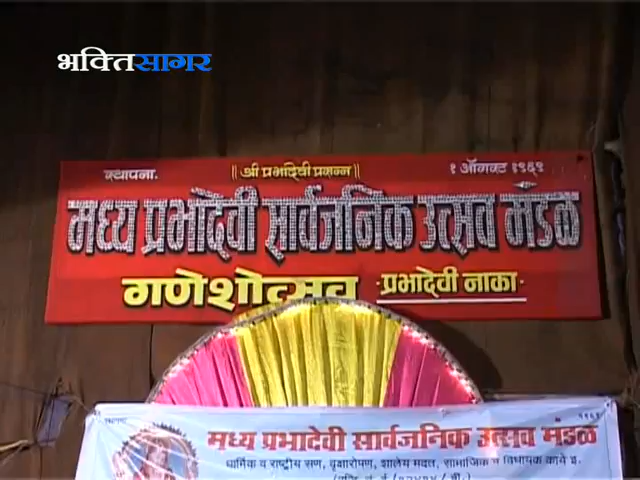 भक्तिसागर
स्थापना. ॥ श्री प्रभादेवी प्रसन्न ॥ १ ऑगस्ट १९६१
मध्य प्रभादेवी सार्वजनिक उत्सव मंडळ
गणेशोत्सव · प्रभादेवी नाका ·
मध्य प्रभादेवी सार्वजनिक उत्सव मंडळ
धार्मिक व राष्ट्रीय सण, वृक्षारोपण, शालेय मदत, सामाजिक व विधायक कार्य इ.